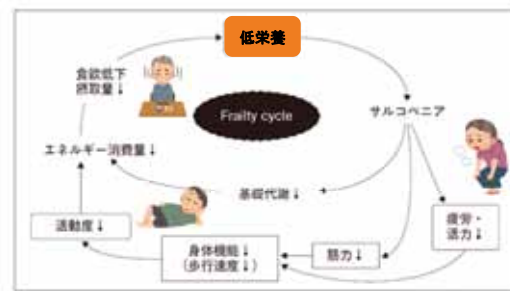 低栄養
食欲低下
摂取量↓
Frailty cycle
サルコペニア
エネルギー消費量↓
基礎代謝↓
疲労・
活力↓
活動度↓
身体機能↓
(歩行速度↓)
筋力↓